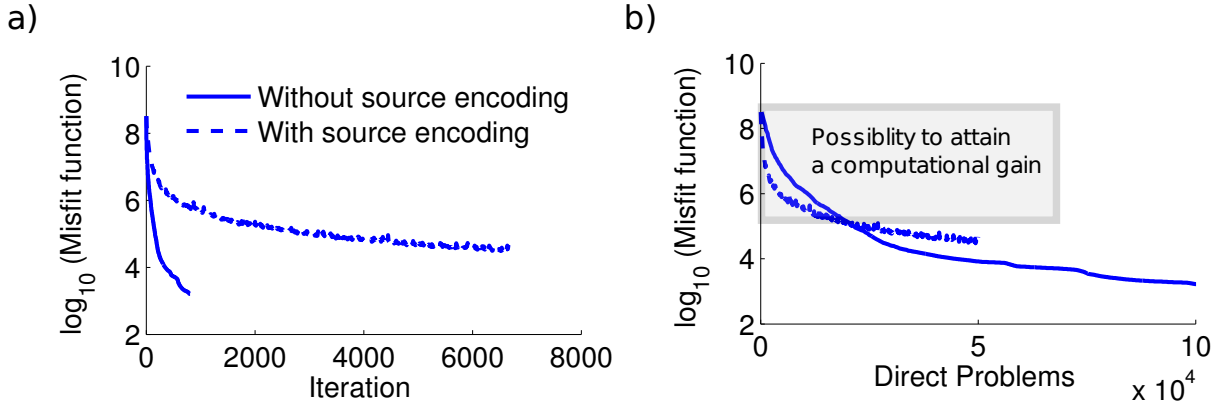 a)
log10 (Misfit function)
10
8
6
4
2
Without source encoding
With source encoding
0 2000 4000 6000 8000
Iteration
b)
log10 (Misfit function)
10
8
6
4
2
Possiblity to attain
a computational gain
0 5 10
Direct Problems
x 10^4